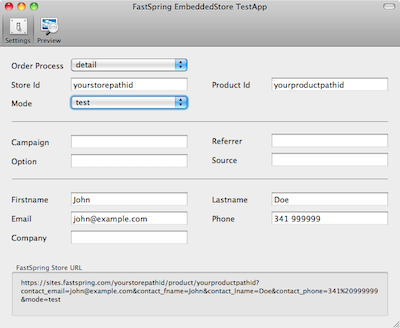 FastSpring EmbeddedStore TestApp
Settings Preview
Order Process detail
Store Id yourstorepathid Product Id yourproductpathid
Mode test
Campaign Referrer
Option Source
Firstname John Lastname Doe
Email john@example.com Phone 341 999999
Company
FastSpring Store URL
https://sites.fastspring.com/yourstorepathid/product/yourproductpathid?
contact_email=john@example.com&contact_fname=John&contact_lname=Doe&contact_phone=341%20999999
&mode=test